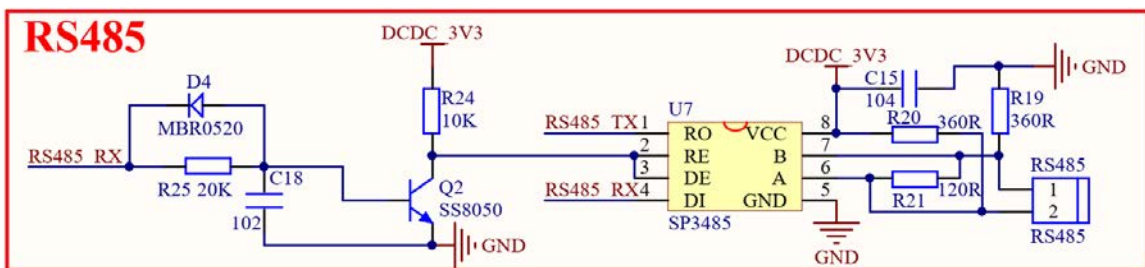 RS485
DCDC_3V3
DCDC_3V3
D4
MBR0520
RS485_RX
R25 20K
C18
102
R24
10K
Q2
SS8050
GND
U7
RS485_TX 1 RO VCC 8
2 RE B 7
3 DE A 6
RS485_RX 4 DI GND 5
SP3485
GND
C15
104
GND
R19
360R
R20 360R
R21 120R
RS485
1
2
RS485